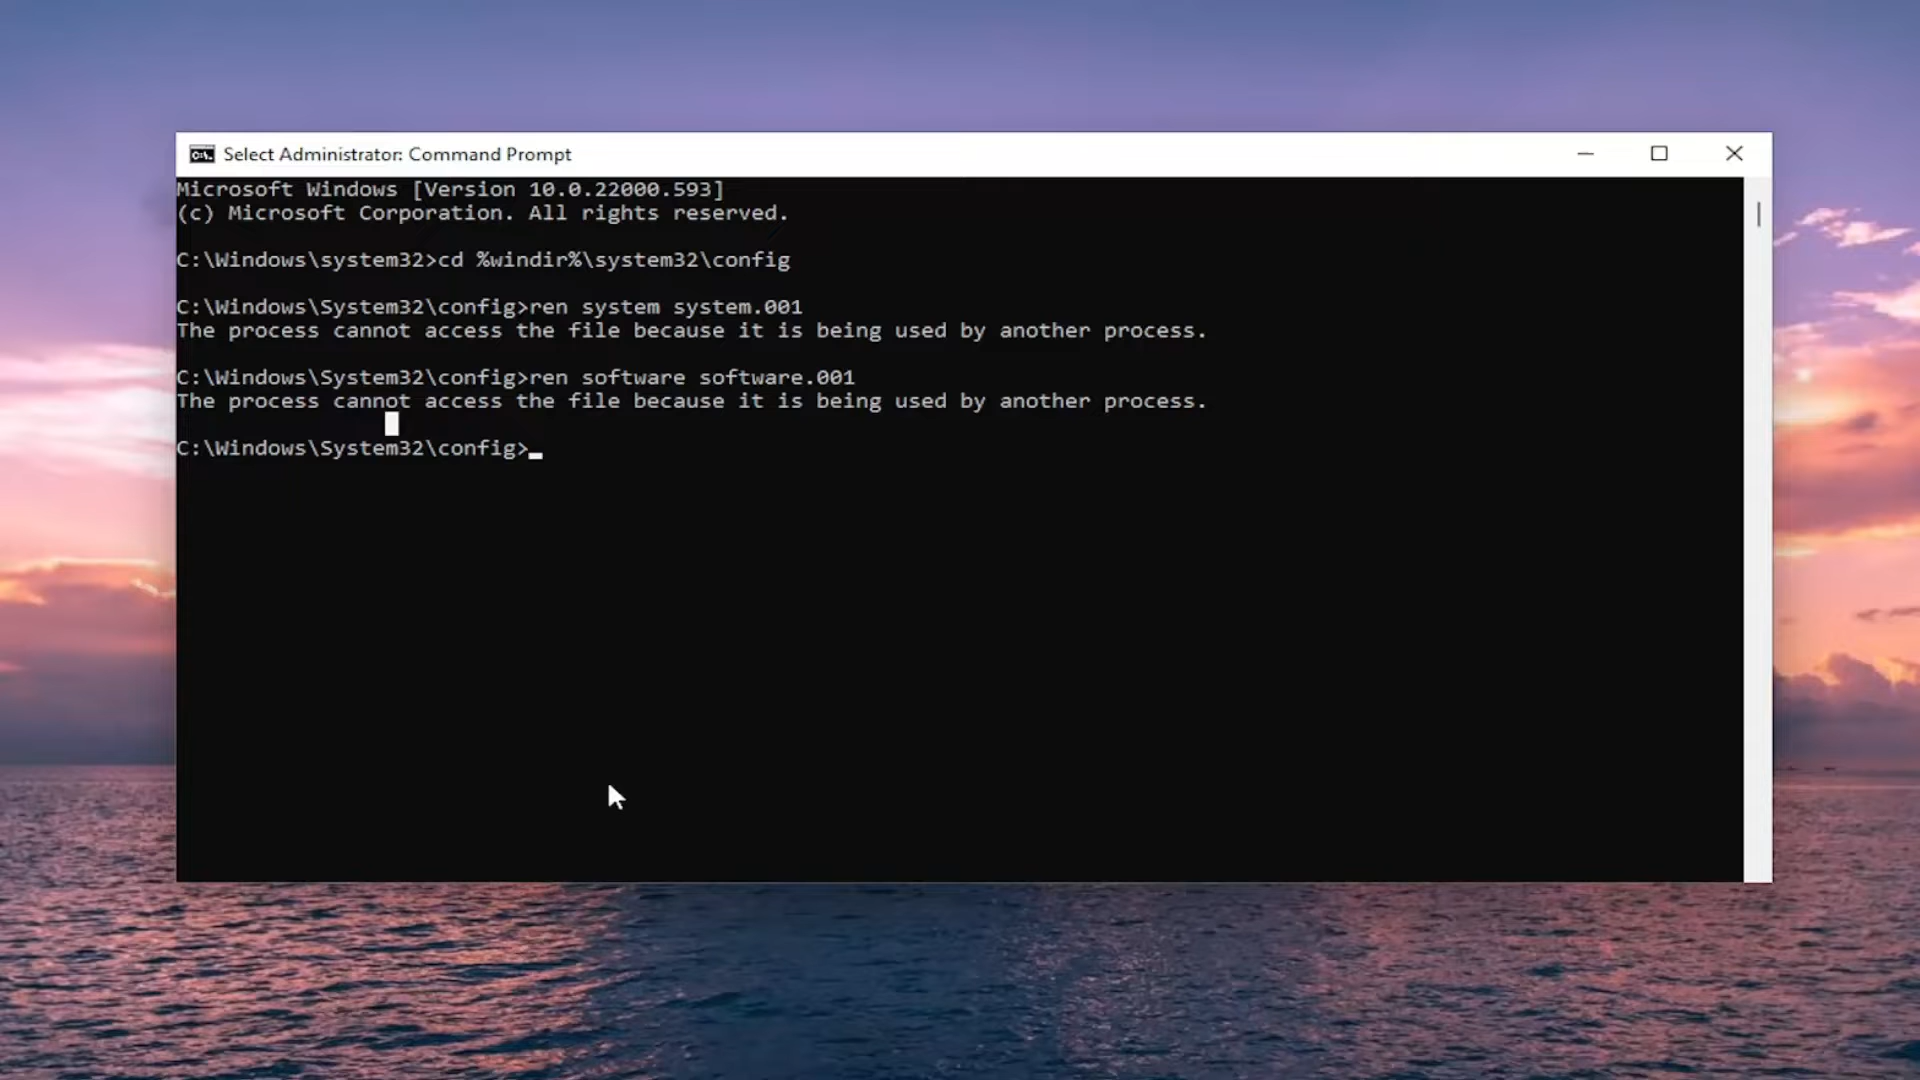 Select Administrator: Command Prompt
Microsoft Windows [Version 10.0.22000.593]
(c) Microsoft Corporation. All rights reserved.
C:\Windows\system32>cd %windir%\system32\config
C:\Windows\System32\config>ren system system.001
The process cannot access the file because it is being used by another process.
C:\Windows\System32\config>ren software software.001
The process cannot access the file because it is being used by another process.
C:\Windows\System32\config>